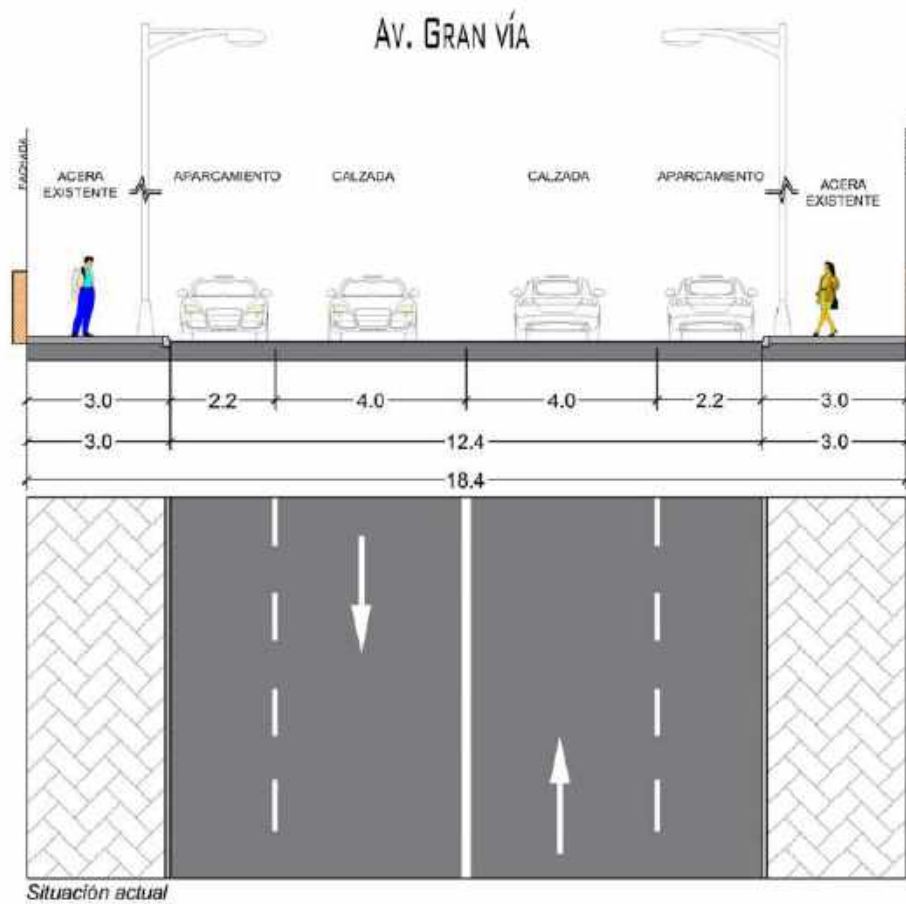 AV. GRAN VÍA
FACHADA
ACERA
EXISTENTE
APARCAMIENTO
CALZADA
CALZADA
APARCAMIENTO
ACERA
EXISTENTE
3.0 2.2 4.0 4.0 2.2 3.0
3.0 12.4 3.0
18.4
Situación actual